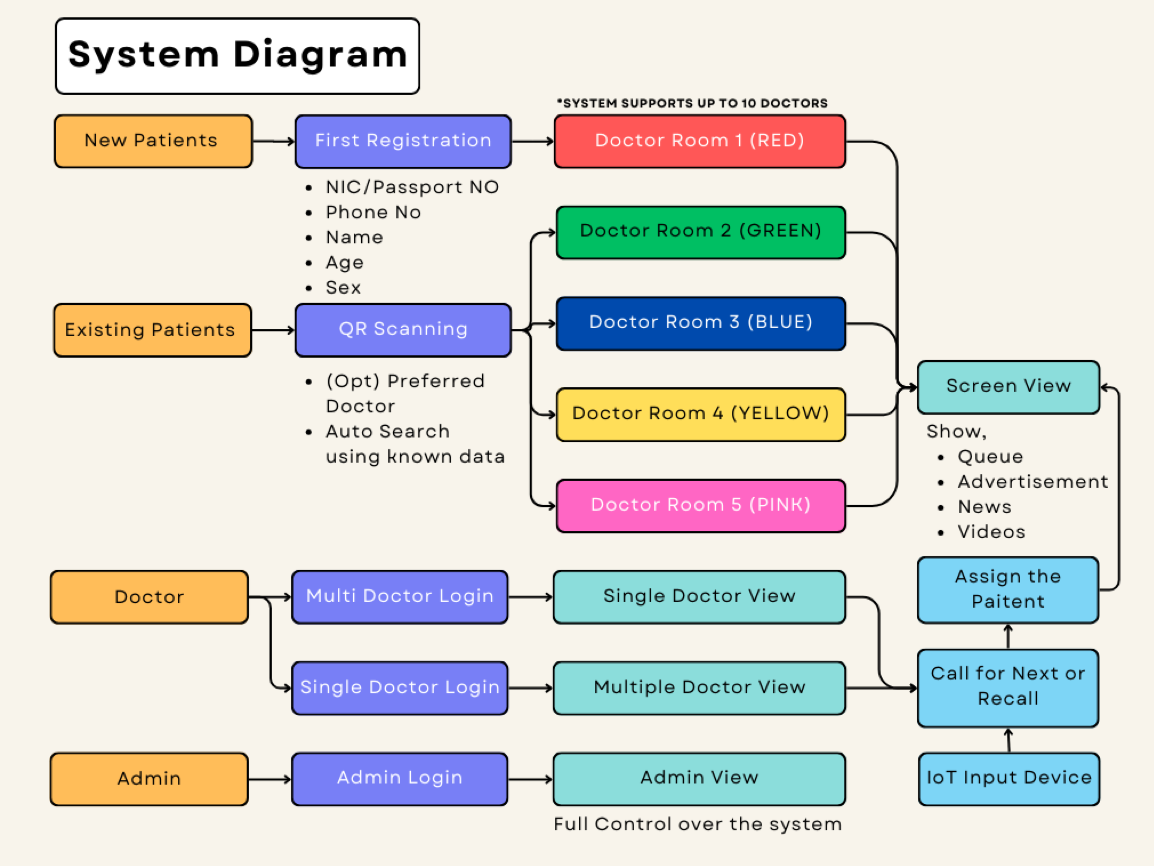 System Diagram
*SYSTEM SUPPORTS UP TO 10 DOCTORS
New Patients
First Registration
Doctor Room 1 (RED)
• NIC/Passport NO
• Phone No
• Name
• Age
• Sex
Doctor Room 2 (GREEN)
Existing Patients
QR Scanning
Doctor Room 3 (BLUE)
• (Opt) Preferred
Doctor
• Auto Search
using known data
Doctor Room 4 (YELLOW)
Doctor Room 5 (PINK)
Screen View
Show,
• Queue
• Advertisement
• News
• Videos
Doctor
Multi Doctor Login
Single Doctor View
Assign the
Paitent
Single Doctor Login
Multiple Doctor View
Call for Next or
Recall
Admin
Admin Login
Admin View
IoT Input Device
Full Control over the system